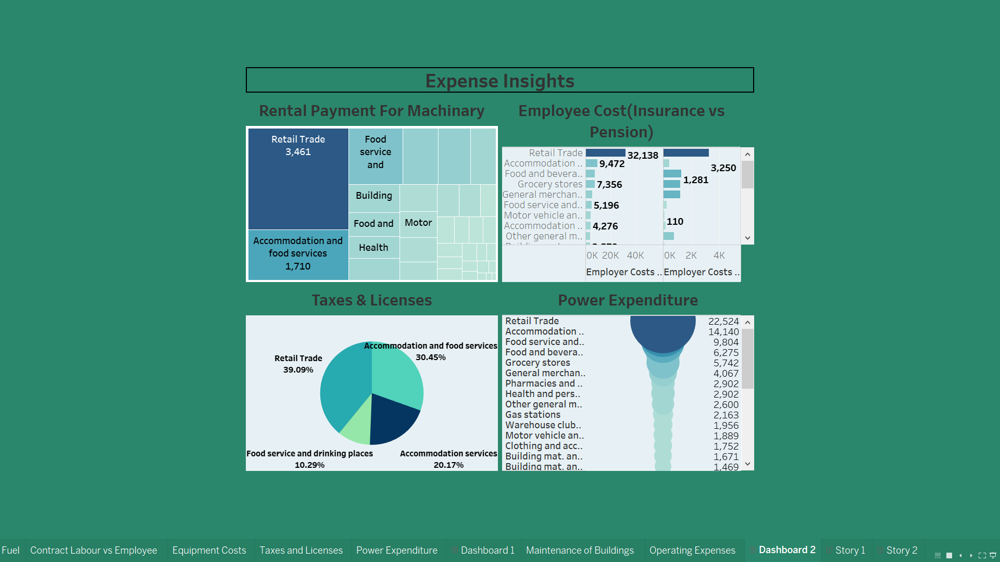 Expense Insights
Rental Payment For Machinary
Retail Trade
3,461
Accommodation and
food services
1,710
Food
service
and
Building
Food and
Health
Motor
Employee Cost(Insurance vs
Pension)
Retail Trade
Accommodation ..
Food and bevera..
Grocery stores
General merchan..
Food service and..
Motor vehicle an..
Accommodation ..
Other general m..
32,138
9,472
7,356
5,196
4,276
3,250
1,281
110
0K 20K 40K
0K 2K 4K
Employer Costs ..
Employer Costs ..
Taxes & Licenses
Accommodation and food services
30.45%
Retail Trade
39.09%
Food service and drinking places
10.29%
Accommodation services
20.17%
Power Expenditure
Retail Trade 22,524
Accommodation .. 14,140
Food service and.. 9,804
Food and bevera.. 6,275
Grocery stores 5,742
General merchan.. 4,067
Pharmacies and .. 2,902
Health and pers.. 2,902
Other general m.. 2,600
Gas stations 2,163
Warehouse club.. 1,956
Motor vehicle an.. 1,889
Clothing and acc.. 1,752
Building mat. an.. 1,671
Building mat. an.. 1,469
Fuel Contract Labour vs Employee Equipment Costs Taxes and Licenses Power Expenditure Dashboard 1 Maintenance of Buildings Operating Expenses Dashboard 2 Story 1 Story 2